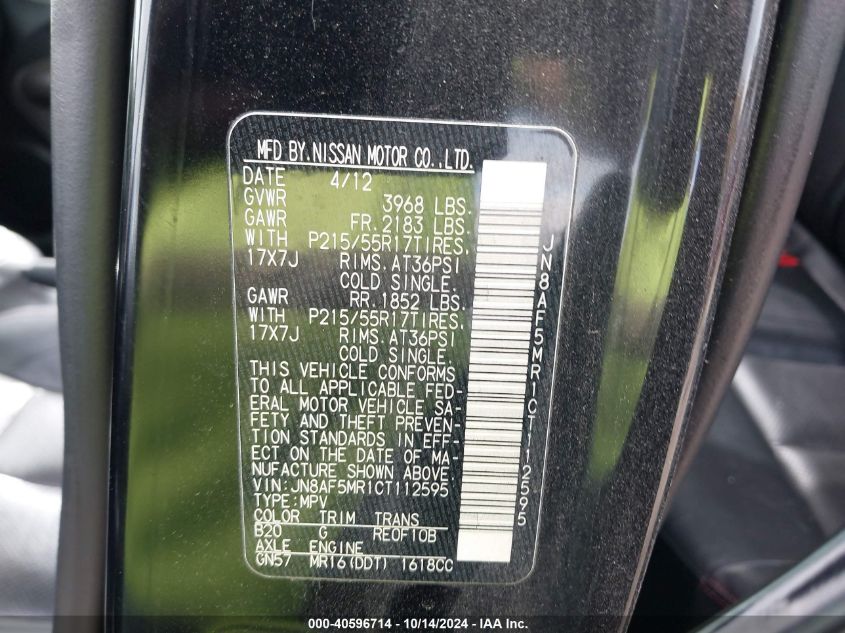 MFD BY. NISSAN MOTOR CO., LTD.
DATE 4/12
GVWR 3968 LBS.
GAWR FR. 2183 LBS.
WITH P215/55R17TIRES,
17X7J RIMS. AT36PSI
COLD SINGLE.
GAWR RR. 1852 LBS.
WITH P215/55R17TIRES,
17X7J RIMS. AT36PSI
COLD SINGLE.
THIS VEHICLE CONFORMS
TO ALL APPLICABLE FED-
ERAL MOTOR VEHICLE SA-
FETY AND THEFT PREVEN-
TION STANDARDS IN EFF-
ECT ON THE DATE OF MA-
NUFACTURE SHOWN ABOVE.
VIN: JN8AF5MR1CT112595
TYPE: MPV
COLOR TRIM TRANS
B20 G RE0F10B
AXLE ENGINE
GN57 MR16(DDT) 1618CC
JN8AF5MR1CT112595
000-40596714 - 10/14/2024 - IAA Inc.